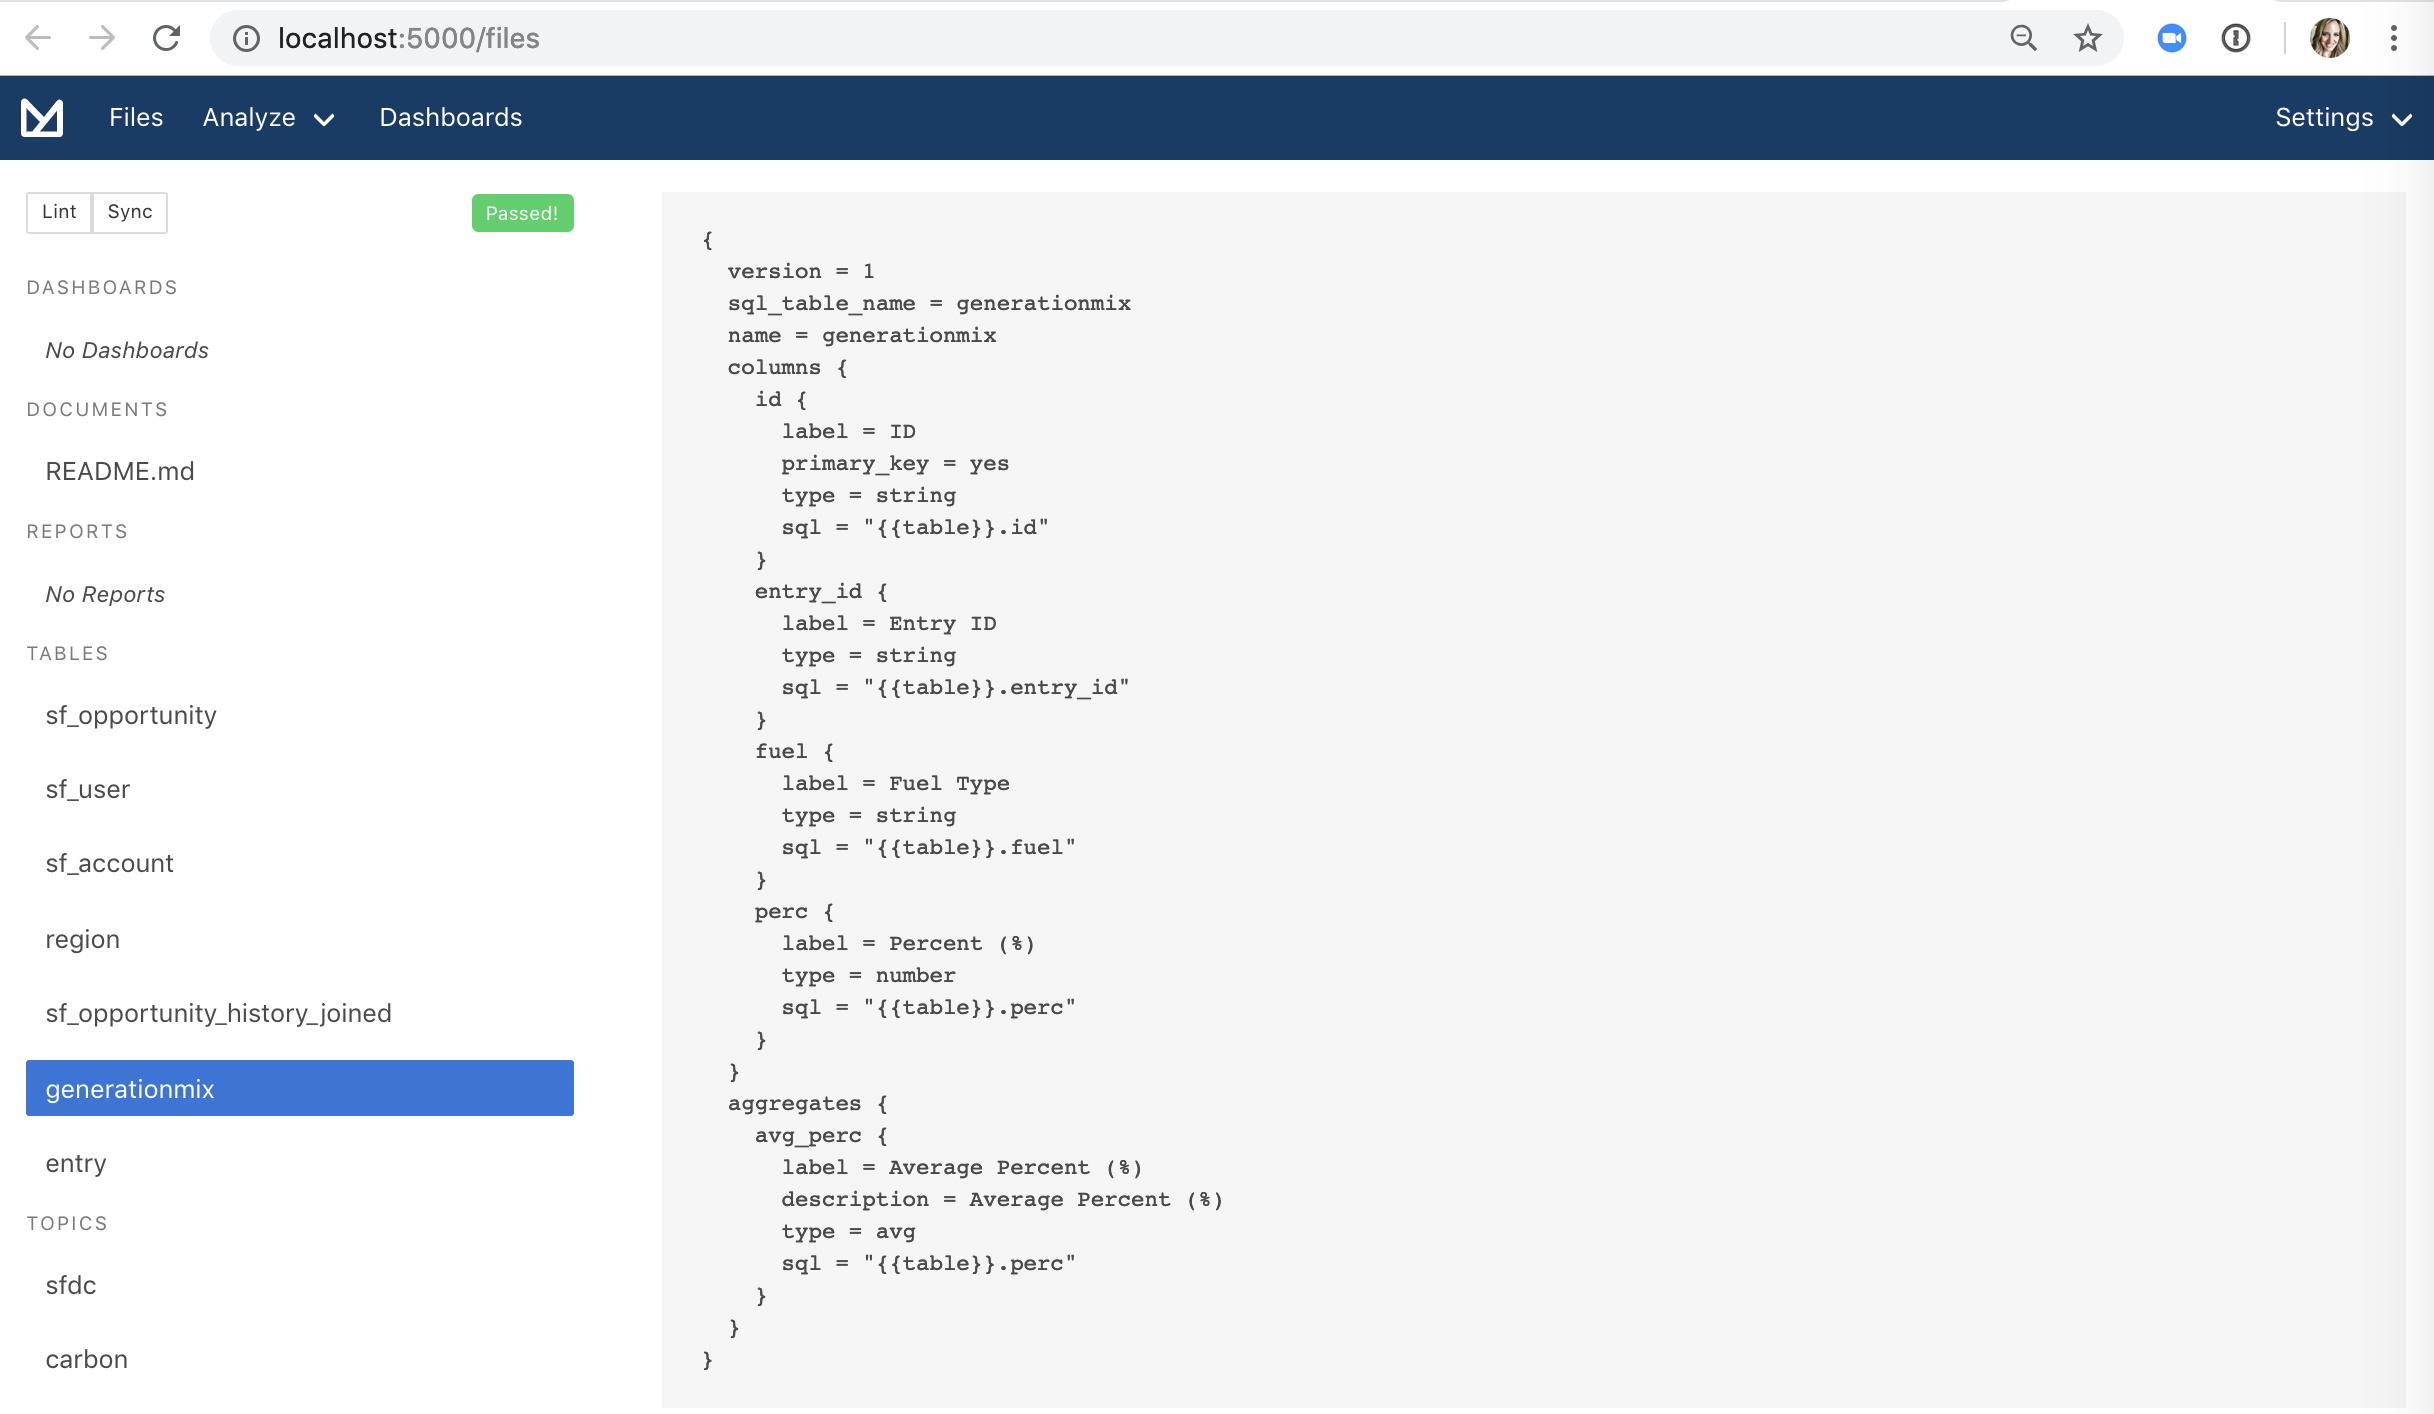 localhost:5000/files
Files Analyze Dashboards Settings
Lint Sync Passed!
DASHBOARDS
No Dashboards
DOCUMENTS
README.md
REPORTS
No Reports
TABLES
sf_opportunity
sf_user
sf_account
region
sf_opportunity_history_joined
generationmix
entry
TOPICS
sfdc
carbon
{
  version = 1
  sql_table_name = generationmix
  name = generationmix
  columns {
    id {
      label = ID
      primary_key = yes
      type = string
      sql = "{{table}}.id"
    }
    entry_id {
      label = Entry ID
      type = string
      sql = "{{table}}.entry_id"
    }
    fuel {
      label = Fuel Type
      type = string
      sql = "{{table}}.fuel"
    }
    perc {
      label = Percent (%)
      type = number
      sql = "{{table}}.perc"
    }
  }
  aggregates {
    avg_perc {
      label = Average Percent (%)
      description = Average Percent (%)
      type = avg
      sql = "{{table}}.perc"
    }
  }
}